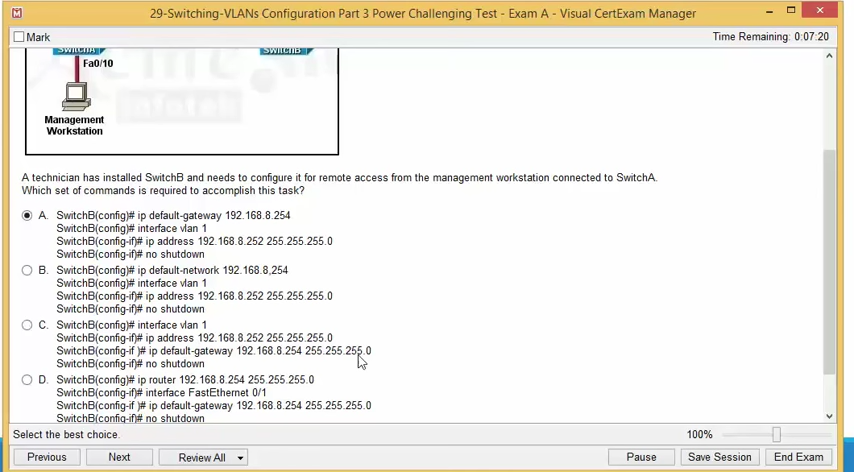 29-Switching-VLANs Configuration Part 3 Power Challenging Test - Exam A - Visual CertExam Manager
Mark
Time Remaining: 0:07:20
SwitchA
SwitchB
Fa0/10
infotek
Management
Workstation
A technician has installed SwitchB and needs to configure it for remote access from the management workstation connected to SwitchA.
Which set of commands is required to accomplish this task?
A. SwitchB(config)# ip default-gateway 192.168.8.254
SwitchB(config)# interface vlan 1
SwitchB(config-if)# ip address 192.168.8.252 255.255.255.0
SwitchB(config-if)# no shutdown
B. SwitchB(config)# ip default-network 192.168.8,254
SwitchB(config)# interface vlan 1
SwitchB(config-if)# ip address 192.168.8.252 255.255.255.0
SwitchB(config-if)# no shutdown
C. SwitchB(config)# interface vlan 1
SwitchB(config-if)# ip address 192.168.8.252 255.255.255.0
SwitchB(config-if )# ip default-gateway 192.168.8.254 255.255.255.0
SwitchB(config-if)# no shutdown
D. SwitchB(config)# ip router 192.168.8.254 255.255.255.0
SwitchB(config)# interface FastEthernet 0/1
SwitchB(config-if )# ip default-gateway 192.168.8.254 255.255.255.0
SwitchB(config-if)# no shutdown
Select the best choice.
100%
Previous
Next
Review All
Pause
Save Session
End Exam